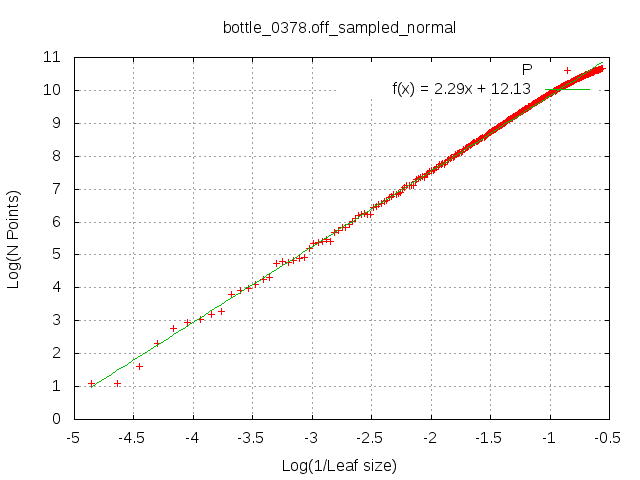 bottle_0378.off_sampled_normal
P
f(x) = 2.29x + 12.13
11
10
9
8
7
6
5
4
3
2
1
0
Log(N Points)
-5 -4.5 -4 -3.5 -3 -2.5 -2 -1.5 -1 -0.5
Log(1/Leaf size)